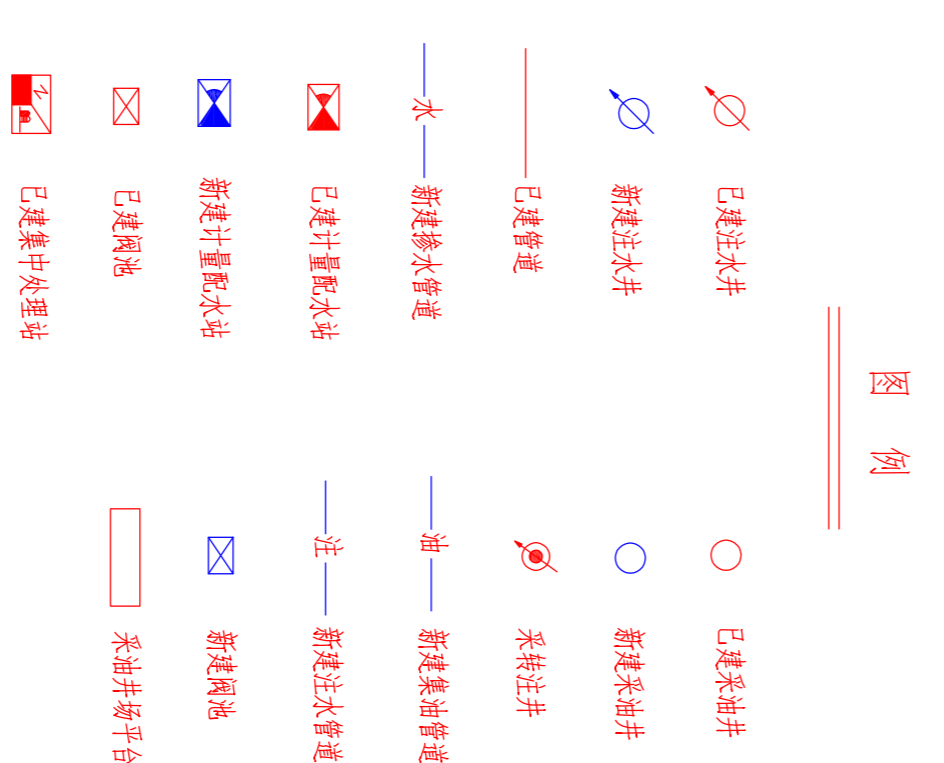 图 例
已建注水井
已建采油井
新建注水井
新建采油井
已建管道
采转注井
水
新建掺水管道
油
新建集油管道
已建计量配水站
注
新建注水管道
新建计量配水站
新建阀池
已建阀池
采油井场平台
已建集中处理站